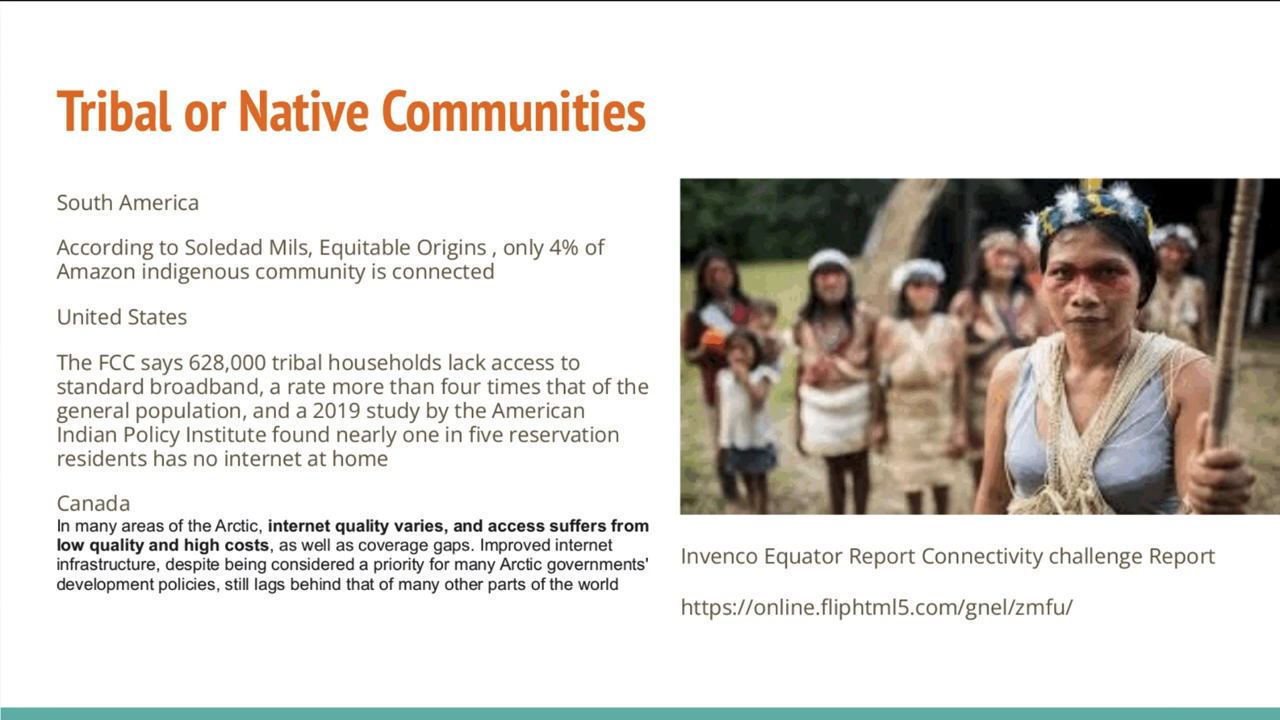 Tribal or Native Communities
South America
According to Soledad Mils, Equitable Origins , only 4% of
Amazon indigenous community is connected
United States
The FCC says 628,000 tribal households lack access to
standard broadband, a rate more than four times that of the
general population, and a 2019 study by the American
Indian Policy Institute found nearly one in five reservation
residents has no internet at home
Canada
In many areas of the Arctic, internet quality varies, and access suffers from
low quality and high costs, as well as coverage gaps. Improved internet
infrastructure, despite being considered a priority for many Arctic governments'
development policies, still lags behind that of many other parts of the world
Invenco Equator Report Connectivity challenge Report
https://online.fliphtml5.com/gnel/zmfu/